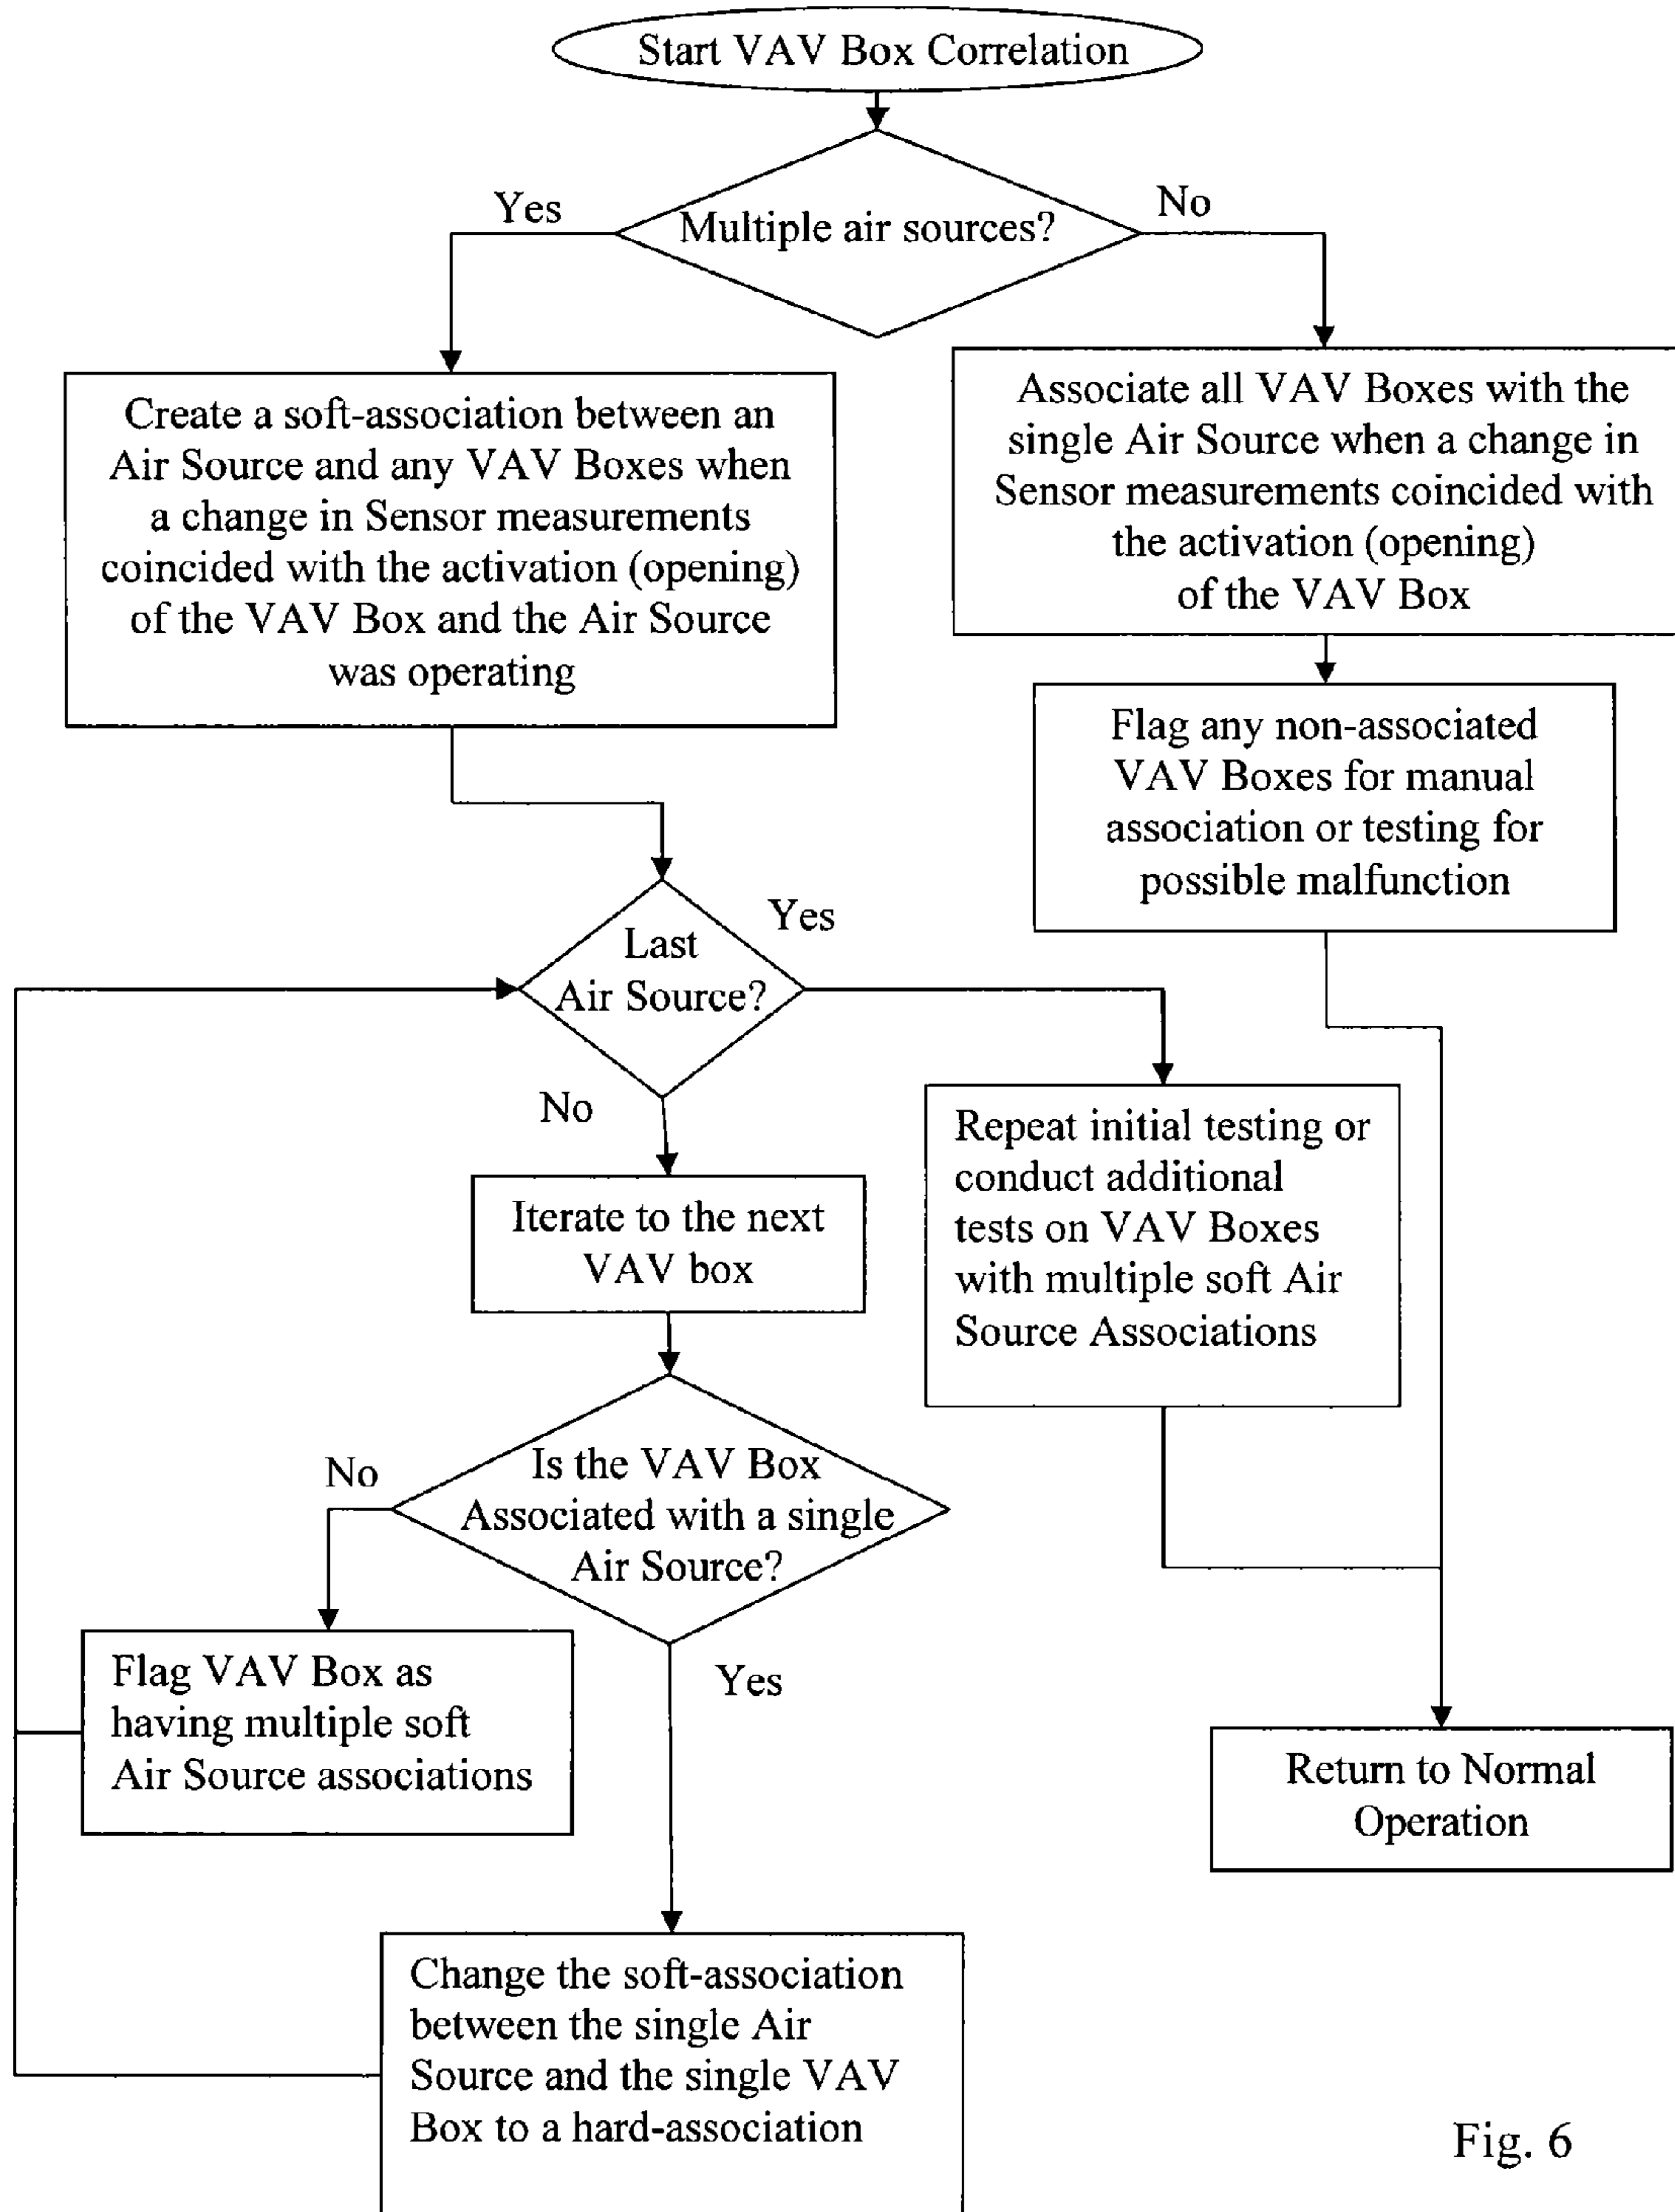 Start VAV Box Correlation
Multiple air sources?
Yes
No
Create a soft-association between an
Air Source and any VAV Boxes when
a change in Sensor measurements
coincided with the activation (opening)
of the VAV Box and the Air Source
was operating
Associate all VAV Boxes with the
single Air Source when a change in
Sensor measurements coincided with
the activation (opening)
of the VAV Box
Flag any non-associated
VAV Boxes for manual
association or testing for
possible malfunction
Last
Air Source?
Yes
No
Iterate to the next
VAV box
Repeat initial testing or
conduct additional
tests on VAV Boxes
with multiple soft Air
Source Associations
Is the VAV Box
Associated with a single
Air Source?
No
Yes
Flag VAV Box as
having multiple soft
Air Source associations
Return to Normal
Operation
Change the soft-association
between the single Air
Source and the single VAV
Box to a hard-association
Fig. 6